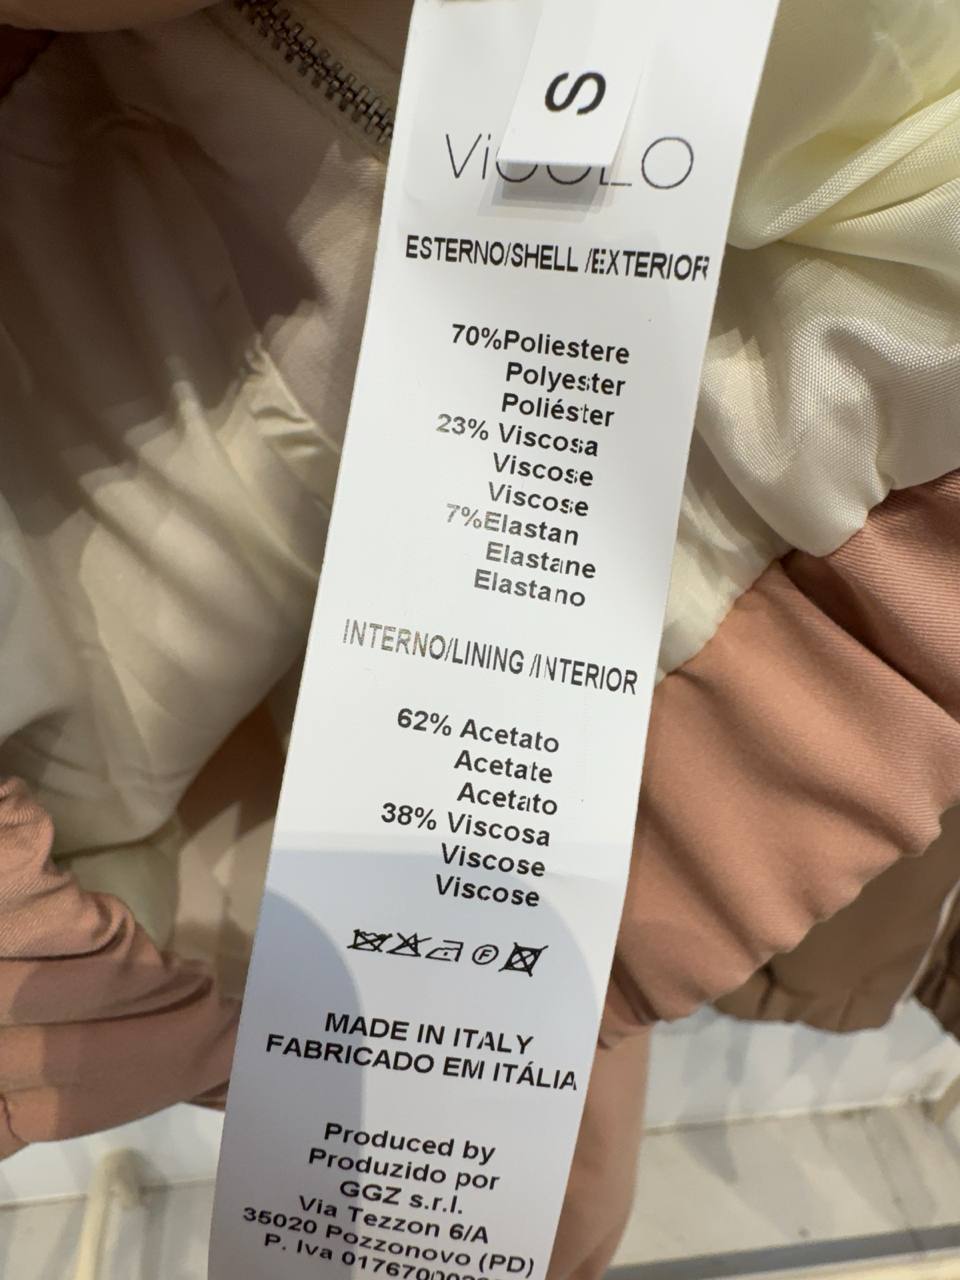 S
ESTERNO/SHELL /EXTERIOR
70%Poliestere
Polyester
Poliéster
23% Viscosa
Viscose
Viscose
7%Elastan
Elastane
Elastano
INTERNO/LINING /INTERIOR
62% Acetato
Acetate
Acetato
38% Viscosa
Viscose
Viscose
F
MADE IN ITALY
FABRICADO EM ITÁLIA
Produced by
Produzido por
GGZ s.r.l.
Via Tezzon 6/A
35020 Pozzonovo (PD)
P. Iva